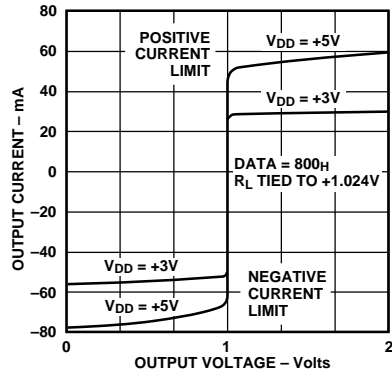 80
60
40
20
0
–20
–40
–60
–80
OUTPUT CURRENT – mA
POSITIVE
CURRENT
LIMIT
VDD = +5V
VDD = +3V
DATA = 800H
RL TIED TO +1.024V
VDD = +3V
VDD = +5V
NEGATIVE
CURRENT
LIMIT
0
1
2
OUTPUT VOLTAGE – Volts